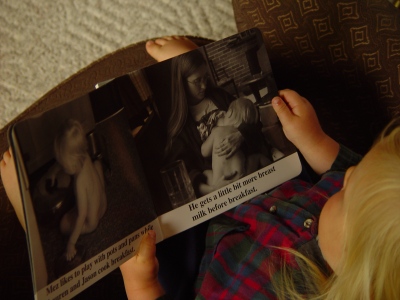 Max likes to play with pots and pans while
and Jason cook breakfast.
He gets a little bit more breast
milk before breakfast.